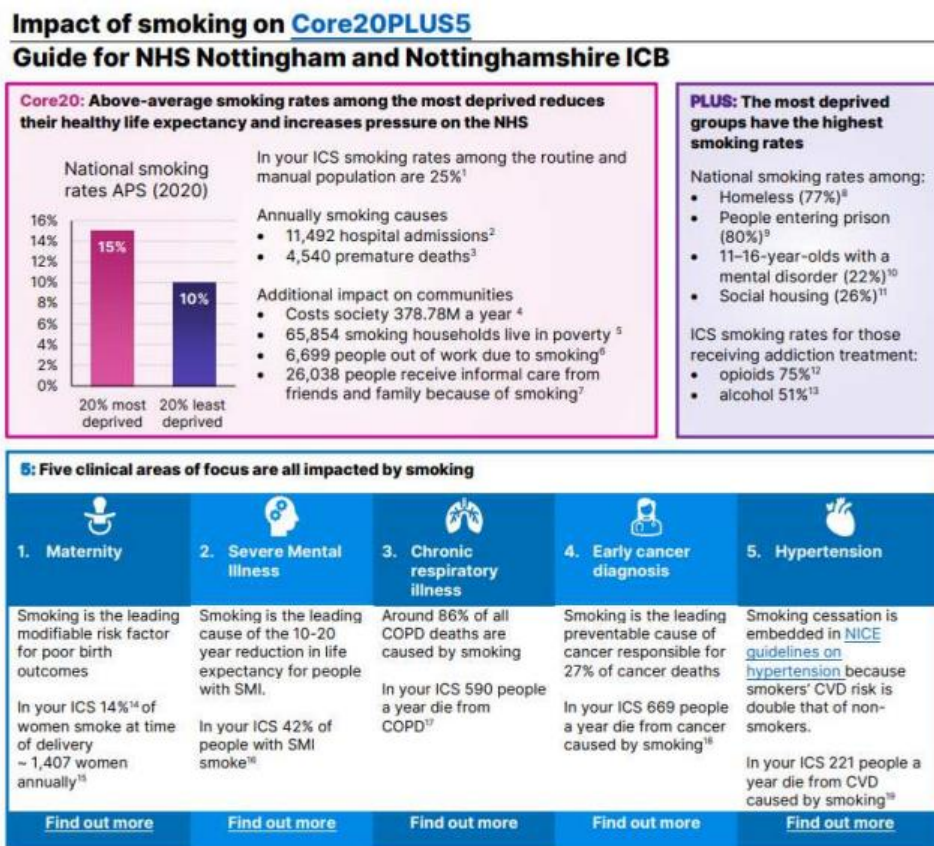 Impact of smoking on Core20PLUS5
Guide for NHS Nottingham and Nottinghamshire ICB
Core20: Above-average smoking rates among the most deprived reduces
their healthy life expectancy and increases pressure on the NHS
National smoking
rates APS (2020)
16%
14%
12%
10%
8%
6%
4%
2%
0%
15%
10%
20% most
deprived
20% least
deprived
In your ICS smoking rates among the routine and
manual population are 25%¹
Annually smoking causes
• 11,492 hospital admissions²
• 4,540 premature deaths³
Additional impact on communities
• Costs society 378.78M a year ⁴
• 65,854 smoking households live in poverty ⁵
• 6,699 people out of work due to smoking⁶
• 26,038 people receive informal care from
friends and family because of smoking⁷
PLUS: The most deprived
groups have the highest
smoking rates
National smoking rates among:
• Homeless (77%)⁸
• People entering prison
(80%)⁹
• 11–16-year-olds with a
mental disorder (22%)¹⁰
• Social housing (26%)¹¹
ICS smoking rates for those
receiving addiction treatment:
• opioids 75%¹²
• alcohol 51%¹³
5: Five clinical areas of focus are all impacted by smoking
1. Maternity
Smoking is the leading
modifiable risk factor
for poor birth
outcomes
In your ICS 14%¹⁴ of
women smoke at time
of delivery
~ 1,407 women
annually¹⁵
Find out more
2. Severe Mental
Illness
Smoking is the leading
cause of the 10-20
year reduction in life
expectancy for people
with SMI.
In your ICS 42% of
people with SMI
smoke¹⁶
Find out more
3. Chronic
respiratory
illness
Around 86% of all
COPD deaths are
caused by smoking
In your ICS 590 people
a year die from
COPD¹⁷
Find out more
4. Early cancer
diagnosis
Smoking is the leading
preventable cause of
cancer responsible for
27% of cancer deaths
In your ICS 669 people
a year die from cancer
caused by smoking¹⁸
Find out more
5. Hypertension
Smoking cessation is
embedded in NICE
guidelines on
hypertension because
smokers' CVD risk is
double that of non-
smokers.
In your ICS 221 people a
year die from CVD
caused by smoking¹⁹
Find out more